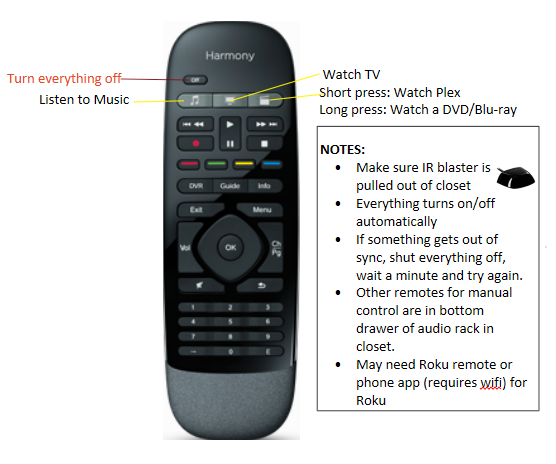 Harmony
Turn everything off
Off
Listen to Music
Watch TV
Short press: Watch Plex
Long press: Watch a DVD/Blu-ray
DVR Guide Info
Exit Menu
Vol OK Ch
Pg
1 2 3
4 5 6
7 8 9
0 E
NOTES:
• Make sure IR blaster is
pulled out of closet
• Everything turns on/off
automatically
• If something gets out of
sync, shut everything off,
wait a minute and try again.
• Other remotes for manual
control are in bottom
drawer of audio rack in
closet.
• May need Roku remote or
phone app (requires wifi) for
Roku